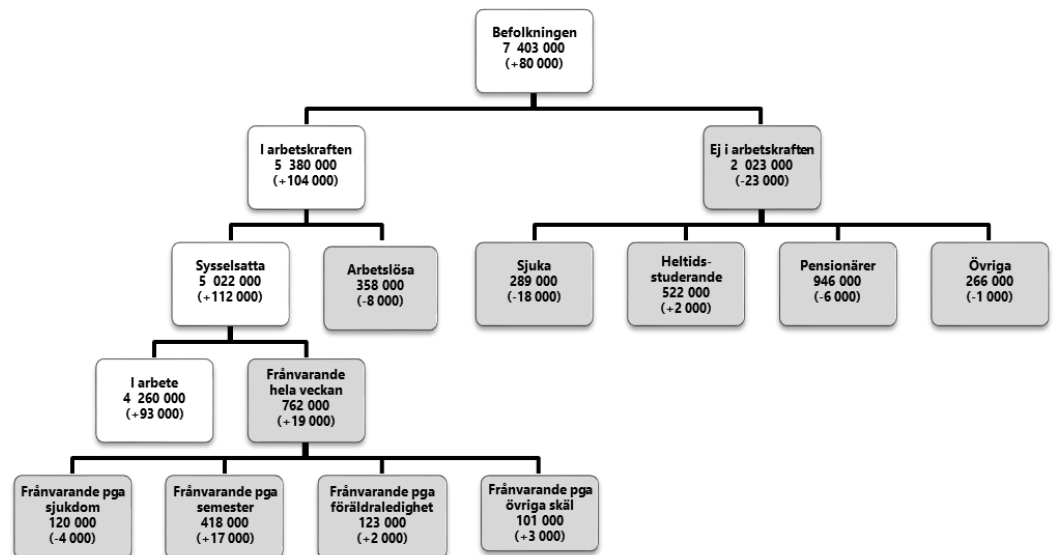 Befolkningen
7 403 000
(+80 000)
I arbetskraften
5 380 000
(+104 000)
Ej i arbetskraften
2 023 000
(-23 000)
Sysselsatta
5 022 000
(+112 000)
Arbetslösa
358 000
(-8 000)
Sjuka
289 000
(-18 000)
Heltids-
studerande
522 000
(+2 000)
Pensionärer
946 000
(-6 000)
Övriga
266 000
(-1 000)
I arbete
4 260 000
(+93 000)
Frånvarande
hela veckan
762 000
(+19 000)
Frånvarande pga
sjukdom
120 000
(-4 000)
Frånvarande pga
semester
418 000
(+17 000)
Frånvarande pga
föräldraledighet
123 000
(+2 000)
Frånvarande pga
övriga skäl
101 000
(+3 000)